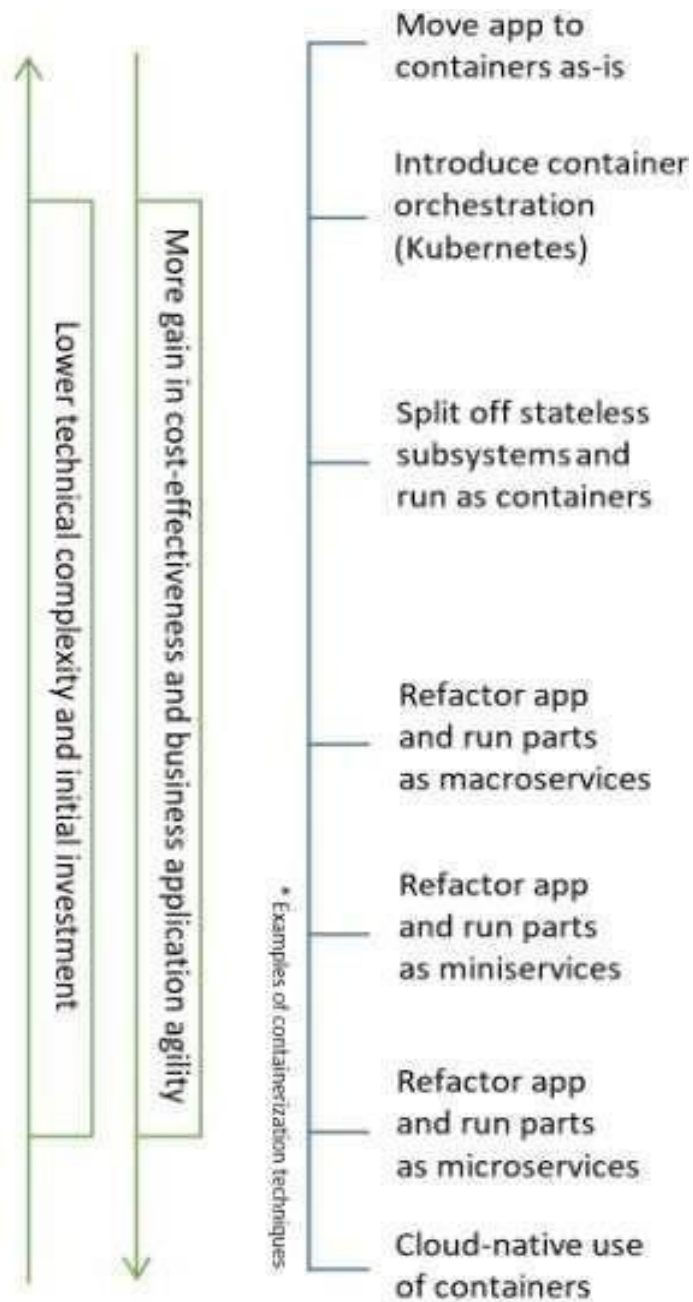 Move app to
containers as-is
Introduce container
orchestration
(Kubernetes)
Split off stateless
subsystems and
run as containers
Refactor app
and run parts
as macroservices
Refactor app
and run parts
as miniservices
Refactor app
and run parts
as microservices
Cloud-native use
of containers
Lower technical complexity and initial investment
More gain in cost-effectiveness and business application agility
* Examples of containerization techniques